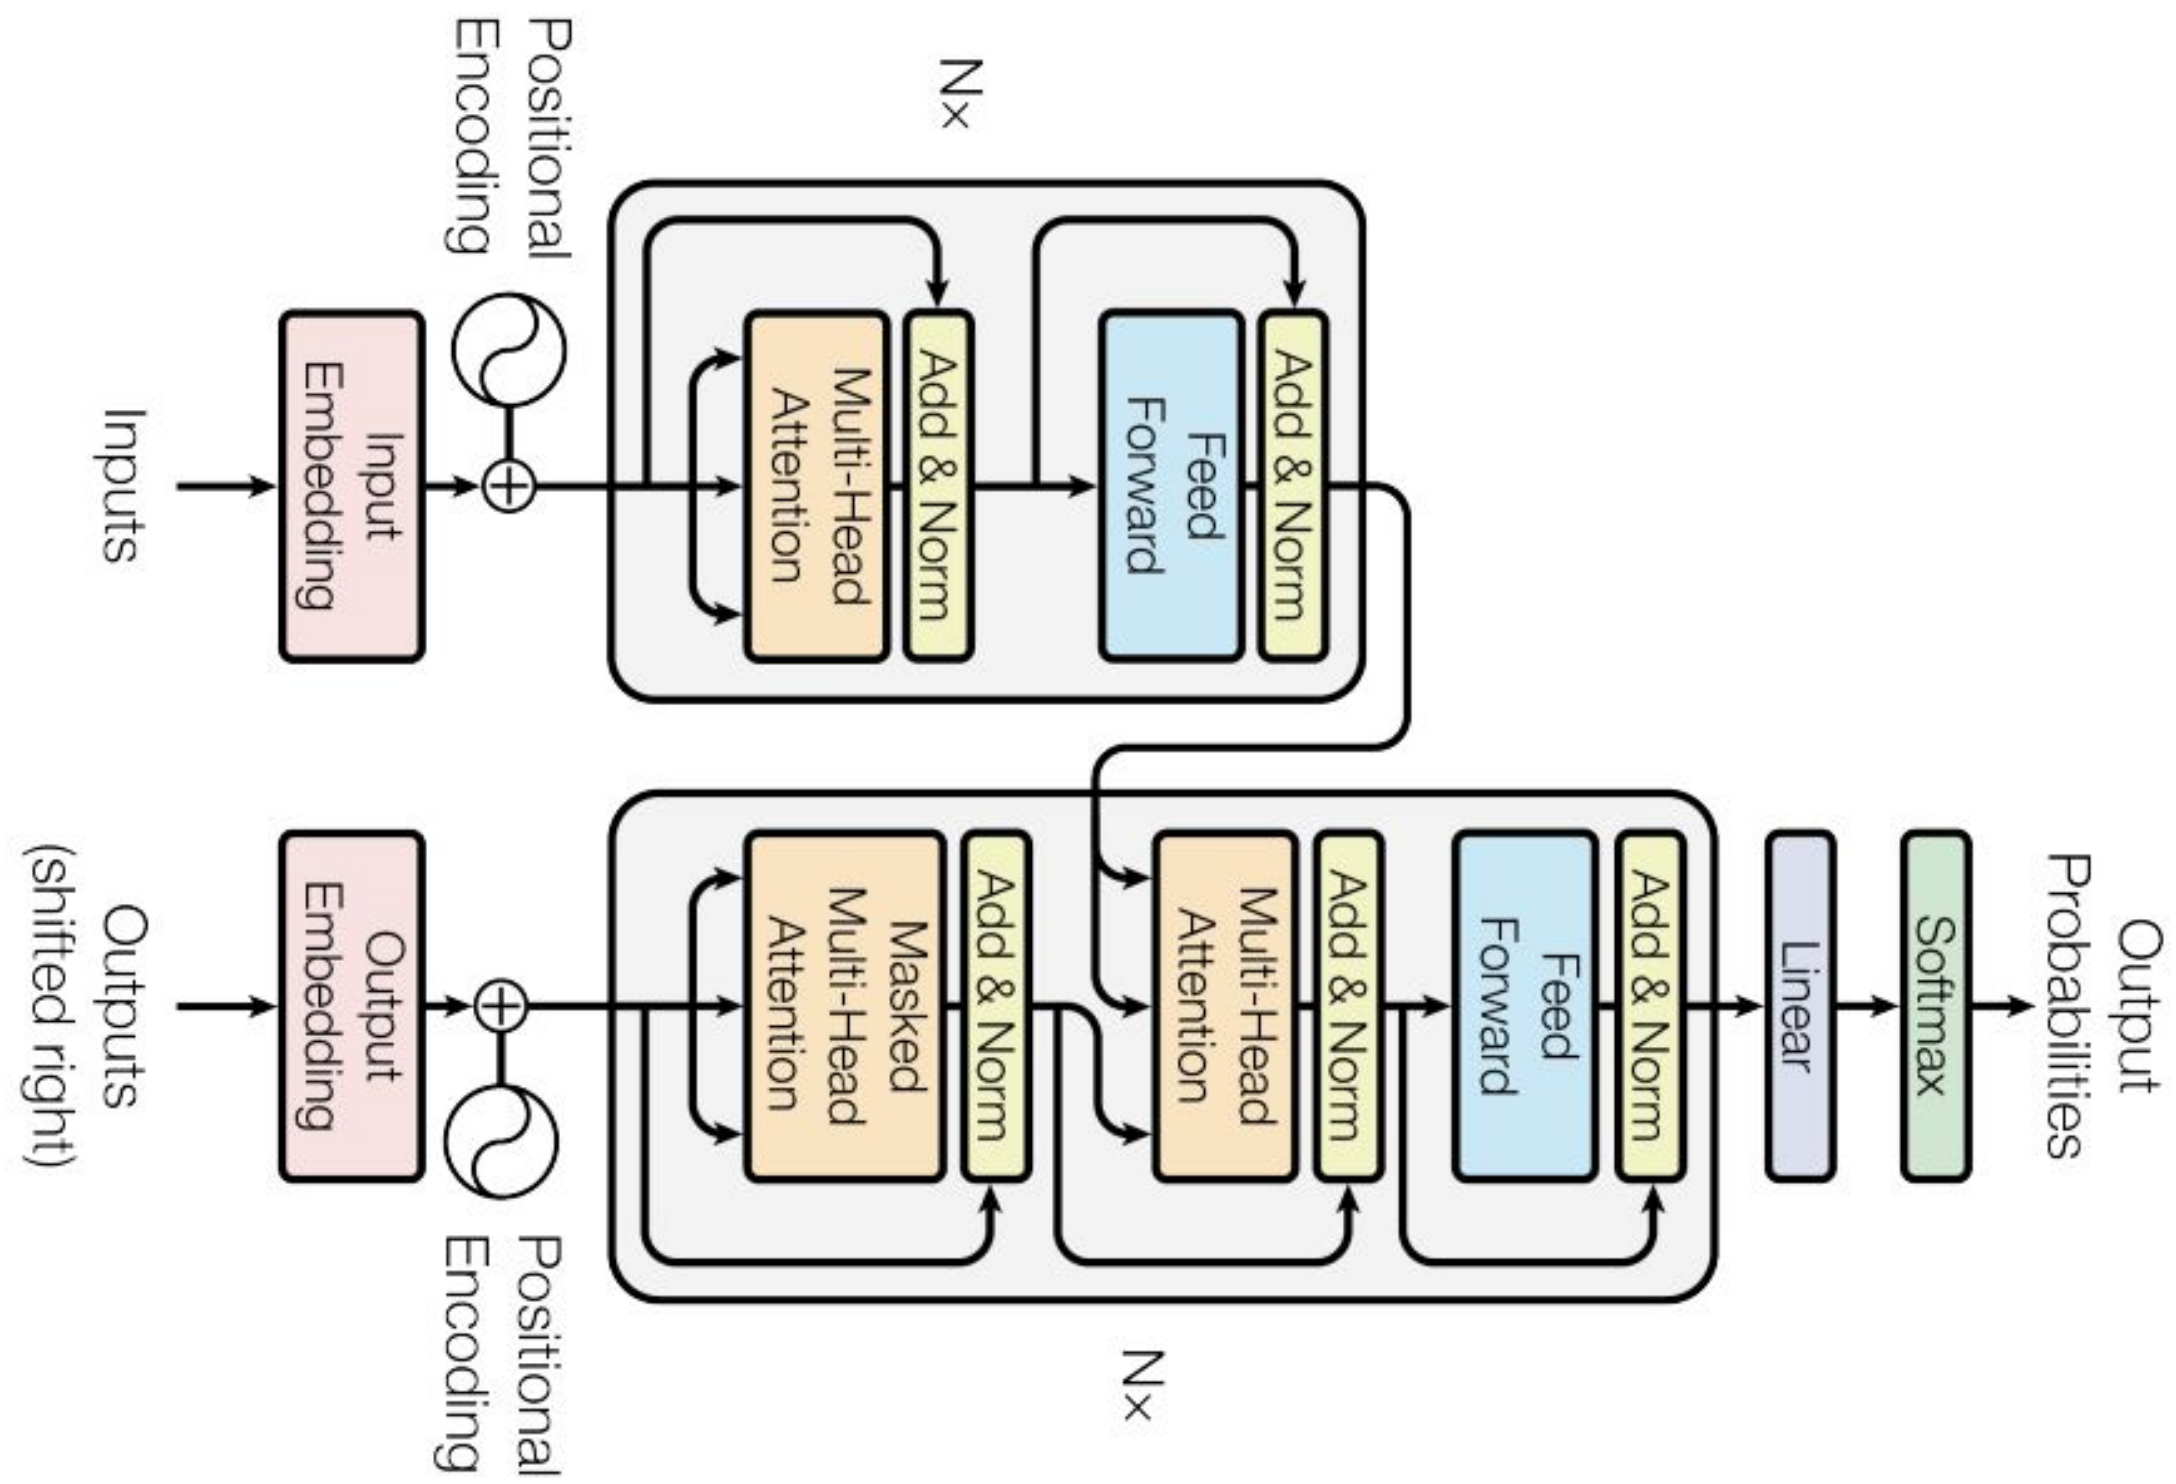 Output
Probabilities
Softmax
Linear
Add & Norm
Feed
Forward
Add & Norm
Multi-Head
Attention
Add & Norm
Masked
Multi-Head
Attention
Nx
Add & Norm
Feed
Forward
Add & Norm
Multi-Head
Attention
Nx
Positional
Encoding
Positional
Encoding
Input
Embedding
Output
Embedding
Inputs
Outputs
(shifted right)